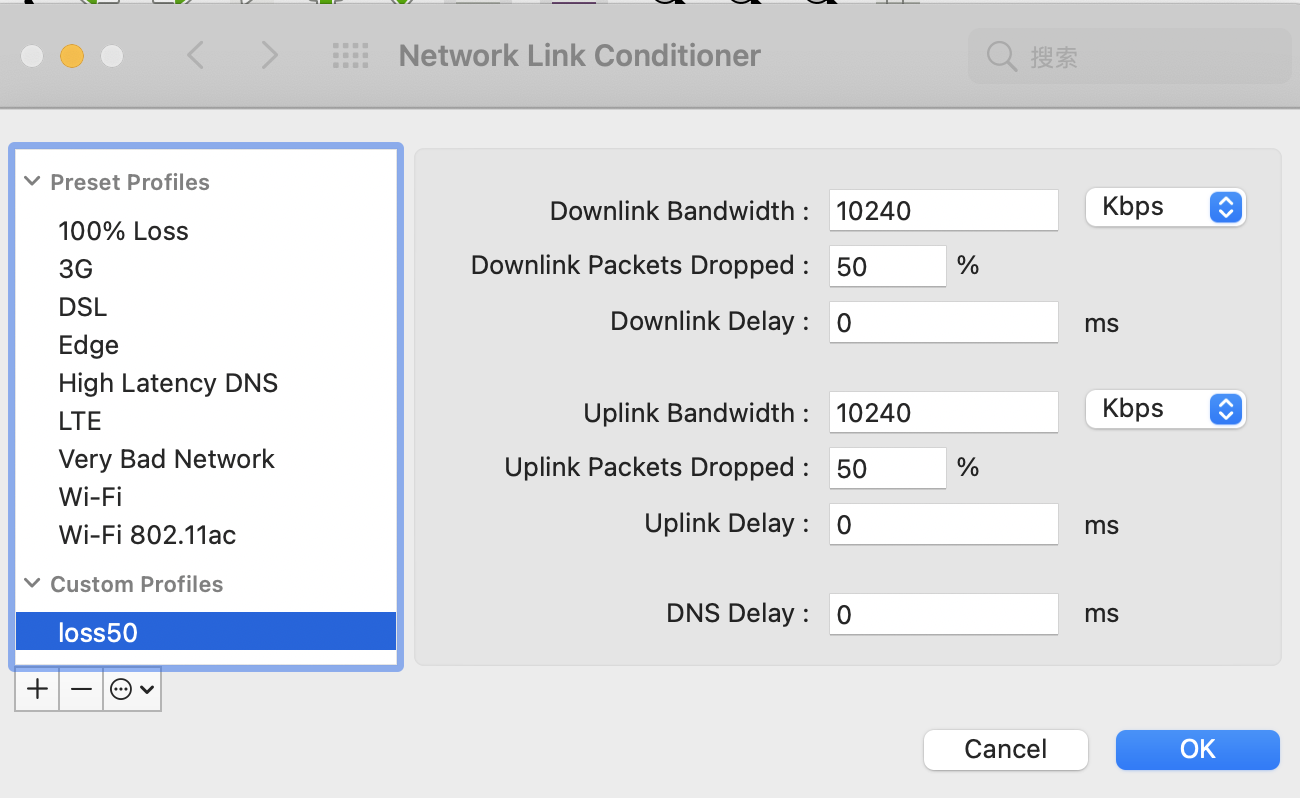 Network Link Conditioner
搜索
Preset Profiles
100% Loss
3G
DSL
Edge
High Latency DNS
LTE
Very Bad Network
Wi-Fi
Wi-Fi 802.11ac
Custom Profiles
loss50
Downlink Bandwidth : 10240 Kbps
Downlink Packets Dropped : 50 %
Downlink Delay : 0 ms
Uplink Bandwidth : 10240 Kbps
Uplink Packets Dropped : 50 %
Uplink Delay : 0 ms
DNS Delay : 0 ms
Cancel
OK